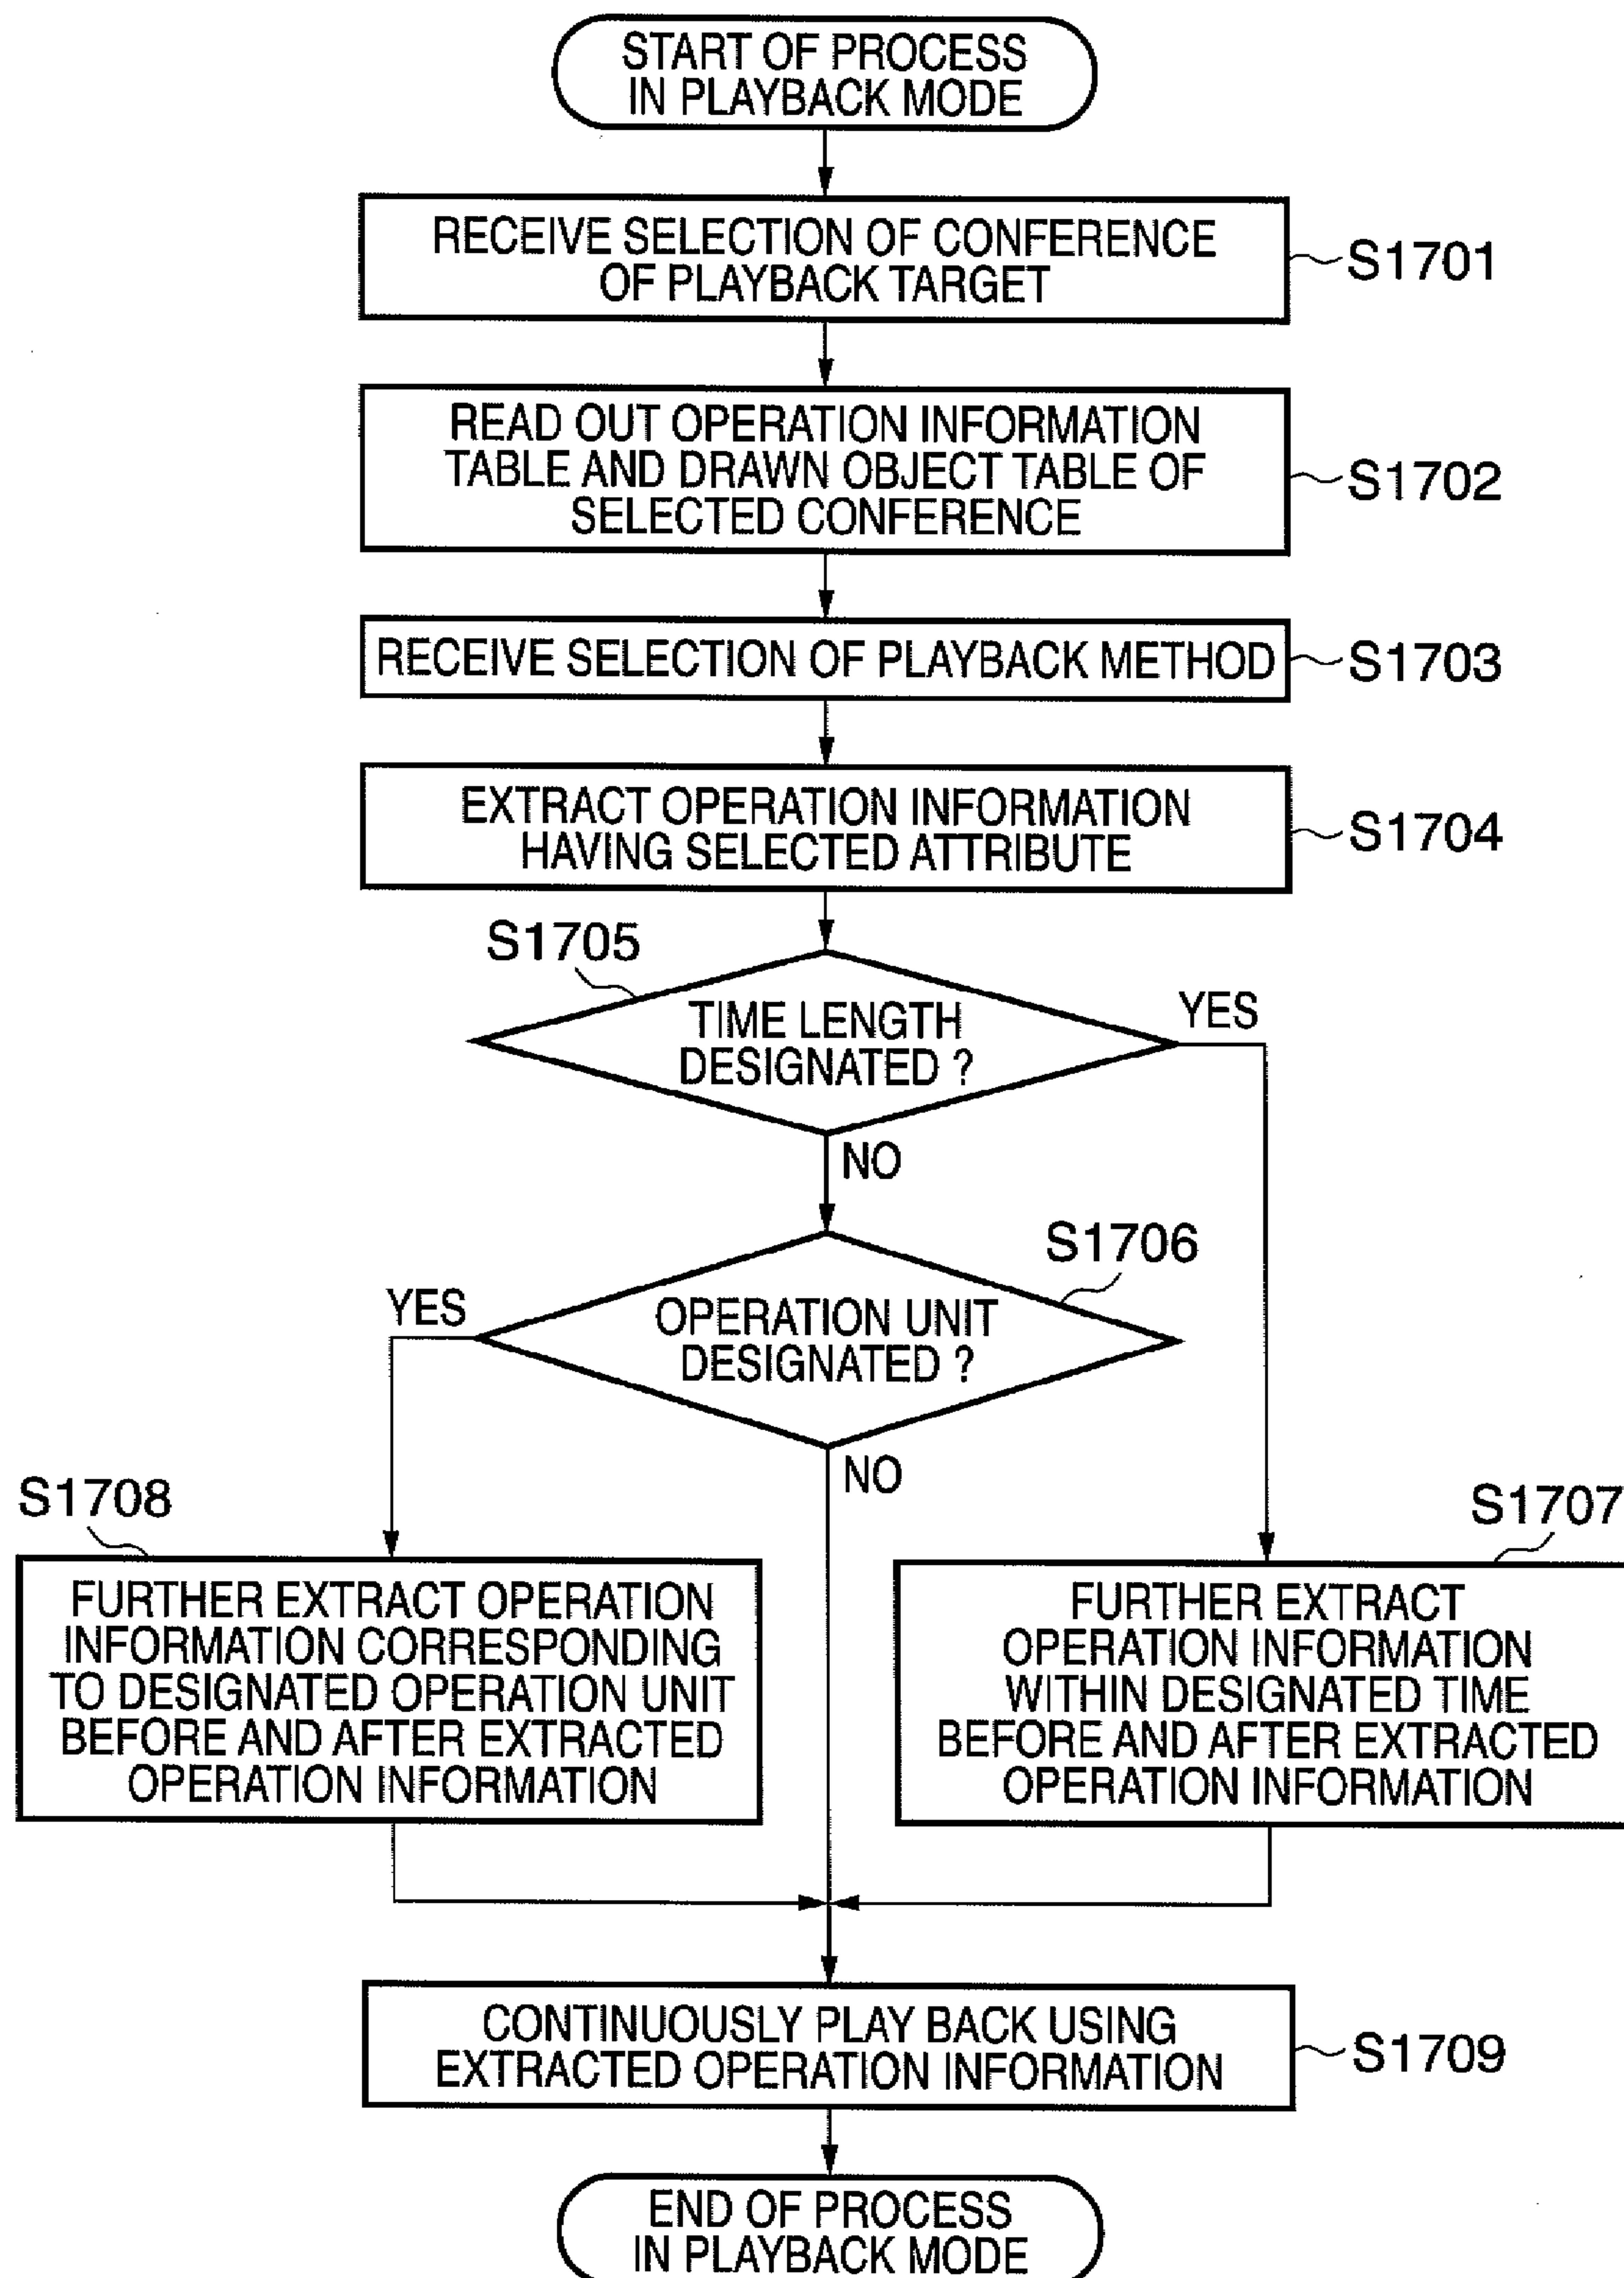 START OF PROCESS
IN PLAYBACK MODE
RECEIVE SELECTION OF CONFERENCE
OF PLAYBACK TARGET
S1701
READ OUT OPERATION INFORMATION
TABLE AND DRAWN OBJECT TABLE OF
SELECTED CONFERENCE
S1702
RECEIVE SELECTION OF PLAYBACK METHOD
S1703
EXTRACT OPERATION INFORMATION
HAVING SELECTED ATTRIBUTE
S1704
S1705
TIME LENGTH
DESIGNATED ?
YES
NO
S1706
OPERATION UNIT
DESIGNATED ?
YES
NO
S1708
FURTHER EXTRACT OPERATION
INFORMATION CORRESPONDING
TO DESIGNATED OPERATION UNIT
BEFORE AND AFTER EXTRACTED
OPERATION INFORMATION
S1707
FURTHER EXTRACT
OPERATION INFORMATION
WITHIN DESIGNATED TIME
BEFORE AND AFTER EXTRACTED
OPERATION INFORMATION
CONTINUOUSLY PLAY BACK USING
EXTRACTED OPERATION INFORMATION
S1709
END OF PROCESS
IN PLAYBACK MODE